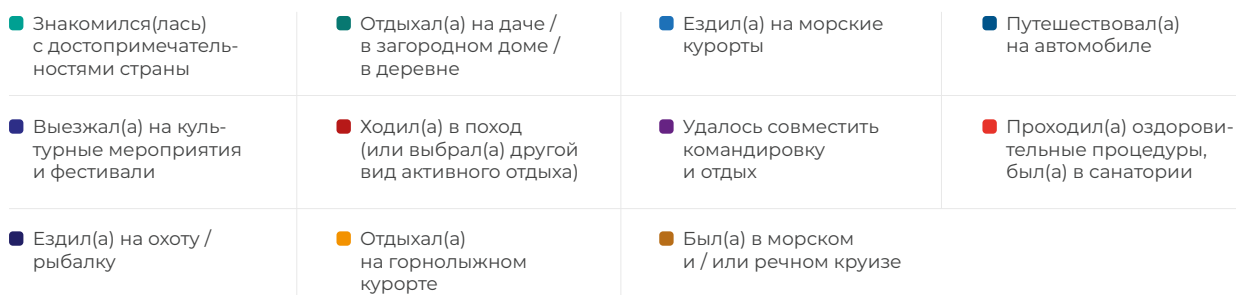 Знакомился(лась)
с достопримечатель-
ностями страны
Отдыхал(а) на даче /
в загородном доме /
в деревне
Ездил(а) на морские
курорты
Путешествовал(а)
на автомобиле
Выезжал(а) на куль-
турные мероприятия
и фестивали
Ходил(а) в поход
(или выбрал(а) другой
вид активного отдыха)
Удалось совместить
командировку
и отдых
Проходил(а) оздорови-
тельные процедуры,
был(а) в санатории
Ездил(а) на охоту /
рыбалку
Отдыхал(а)
на горнолыжном
курорте
Был(а) в морском
и / или речном круизе